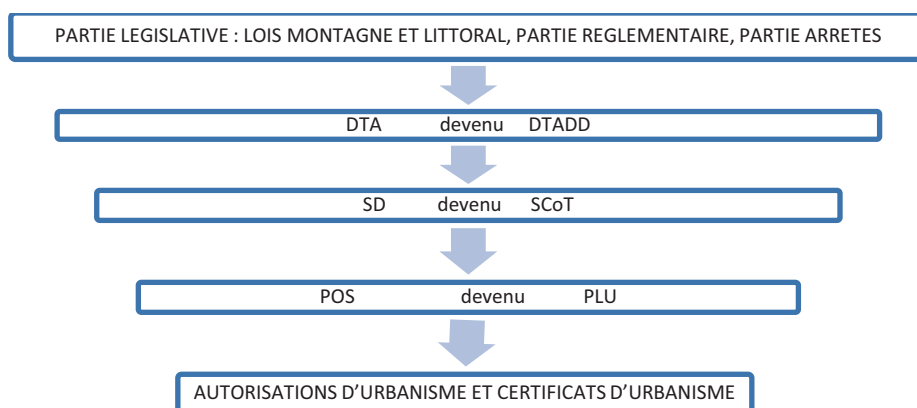 PARTIE LEGISLATIVE : LOIS MONTAGNE ET LITTORAL, PARTIE REGLEMENTAIRE, PARTIE ARRETES
DTA devenu DTADD
SD devenu SCoT
POS devenu PLU
AUTORISATIONS D’URBANISME ET CERTIFICATS D’URBANISME